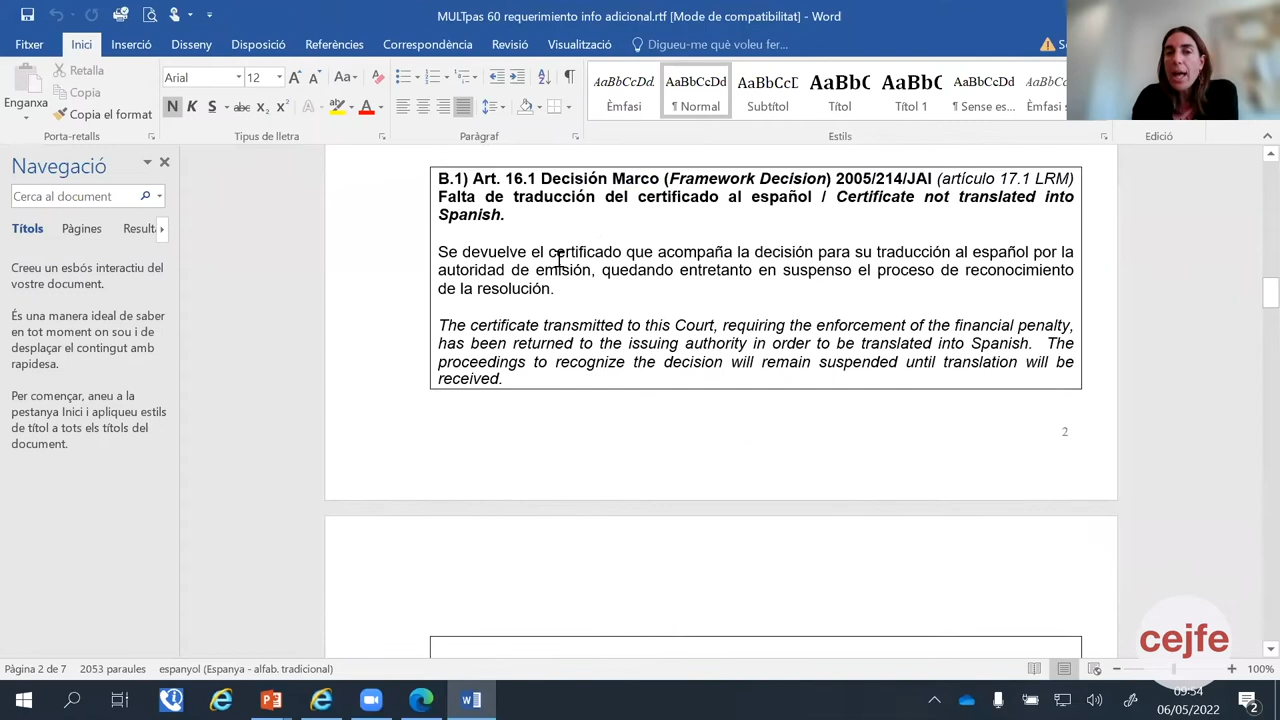 MULTpas 60 requerimiento info adicional.rtf [Mode de compatibilitat] - Word
Fitxer Inici Inserció Disseny Disposició Referències Correspondència Revisió Visualització Digueu-me què voleu fer...
Enganxa
Retalla
Copia
Copia el format
Arial 12
N K S abc x₂ x²
AaBbCcDd. AaBbCcDd AaBbCcD AaBbC AaBbC AaBbCcDd AaBbCcD
Èmfasi ¶ Normal Subtítol Títol Títol 1 ¶ Sense es... Èmfasi s
Porta-retalls Tipus de lletra Paràgraf Estils Edició
Navegació
Cerca al document
Títols Pàgines Result
Creeu un esbós interactiu del
vostre document.
És una manera ideal de saber
en tot moment on sou i de
desplaçar el contingut amb
rapidesa.
Per començar, aneu a la
pestanya Inici i apliqueu estils
de títol a tots els títols del
document.
B.1) Art. 16.1 Decisión Marco (Framework Decision) 2005/214/JAI (artículo 17.1 LRM)
Falta de traducción del certificado al español / Certificate not translated into
Spanish.
Se devuelve el certificado que acompaña la decisión para su traducción al español por la
autoridad de emisión, quedando entretanto en suspenso el proceso de reconocimiento
de la resolución.
The certificate transmitted to this Court, requiring the enforcement of the financial penalty,
has been returned to the issuing authority in order to be translated into Spanish. The
proceedings to recognize the decision will remain suspended until translation will be
received.
2
cejfe
Pàgina 2 de 7 2053 paraules espanyol (Espanya - alfab. tradicional) 100%
09:54
06/05/2022
2